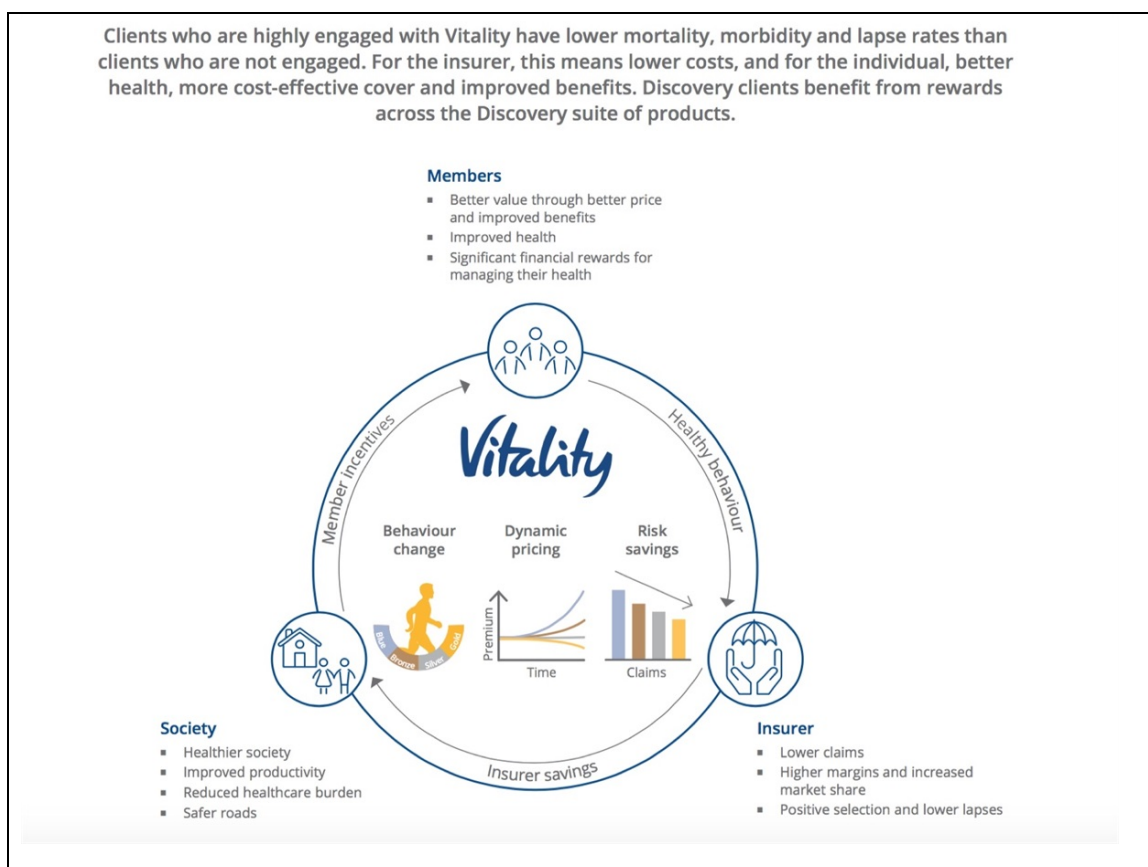 Clients who are highly engaged with Vitality have lower mortality, morbidity and lapse rates than
clients who are not engaged. For the insurer, this means lower costs, and for the individual, better
health, more cost-effective cover and improved benefits. Discovery clients benefit from rewards
across the Discovery suite of products.
Members
▪ Better value through better price
and improved benefits
▪ Improved health
▪ Significant financial rewards for
managing their health
Member incentives
Healthy behaviour
Vitality
Behaviour
change
Dynamic
pricing
Risk
savings
Blue
Bronze
Silver
Gold
Premium
Time
Claims
Insurer savings
Society
▪ Healthier society
▪ Improved productivity
▪ Reduced healthcare burden
▪ Safer roads
Insurer
▪ Lower claims
▪ Higher margins and increased
market share
▪ Positive selection and lower lapses